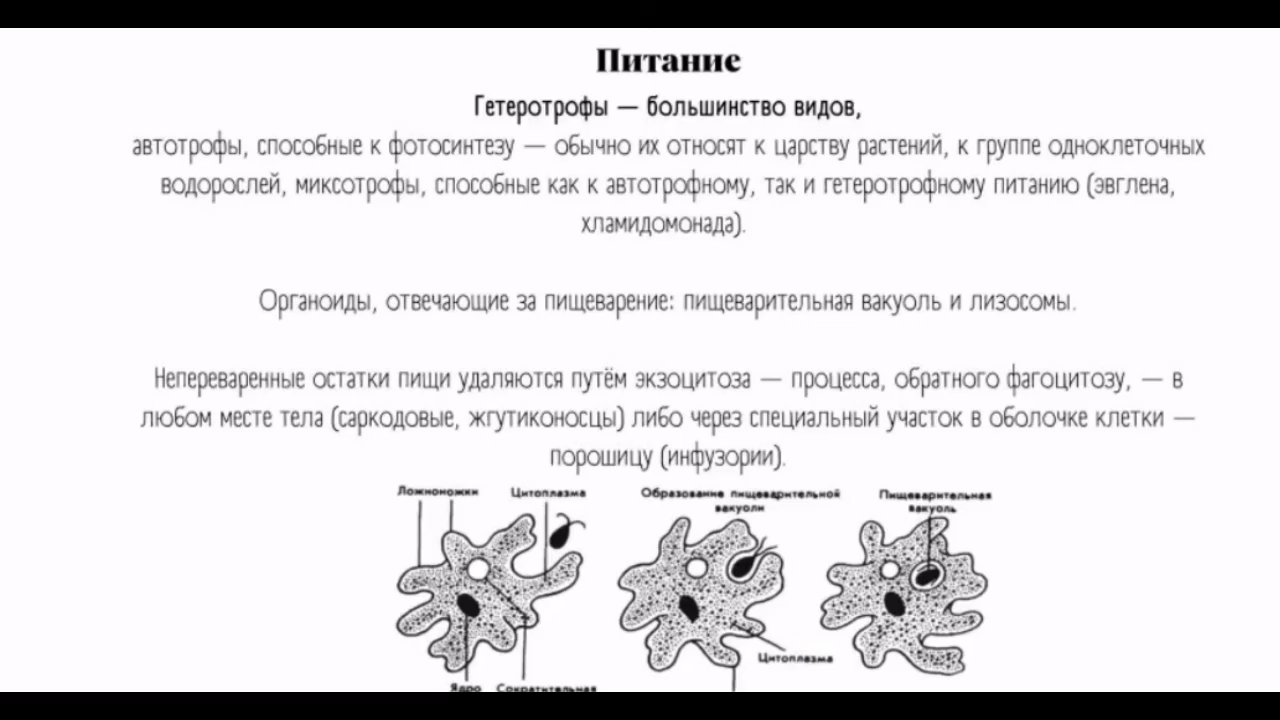 Питание
Гетеротрофы — большинство видов,
автотрофы, способные к фотосинтезу — обычно их относят к царству растений, к группе одноклеточных
водорослей, миксотрофы, способные как к автотрофному, так и гетеротрофному питанию (эвглена,
хламидомонада).
Органоиды, отвечающие за пищеварение: пищеварительная вакуоль и лизосомы.
Непереваренные остатки пищи удаляются путём экзоцитоза — процесса, обратного фагоцитозу, — в
любом месте тела (саркодовые, жгутиконосцы) либо через специальный участок в оболочке клетки —
порошицу (инфузории).
Ложноножки
Цитоплазма
Образование пищеварительной
вакуоли
Пищеварительная
вакуоль
Цитоплазма
Ядро
Сократительная